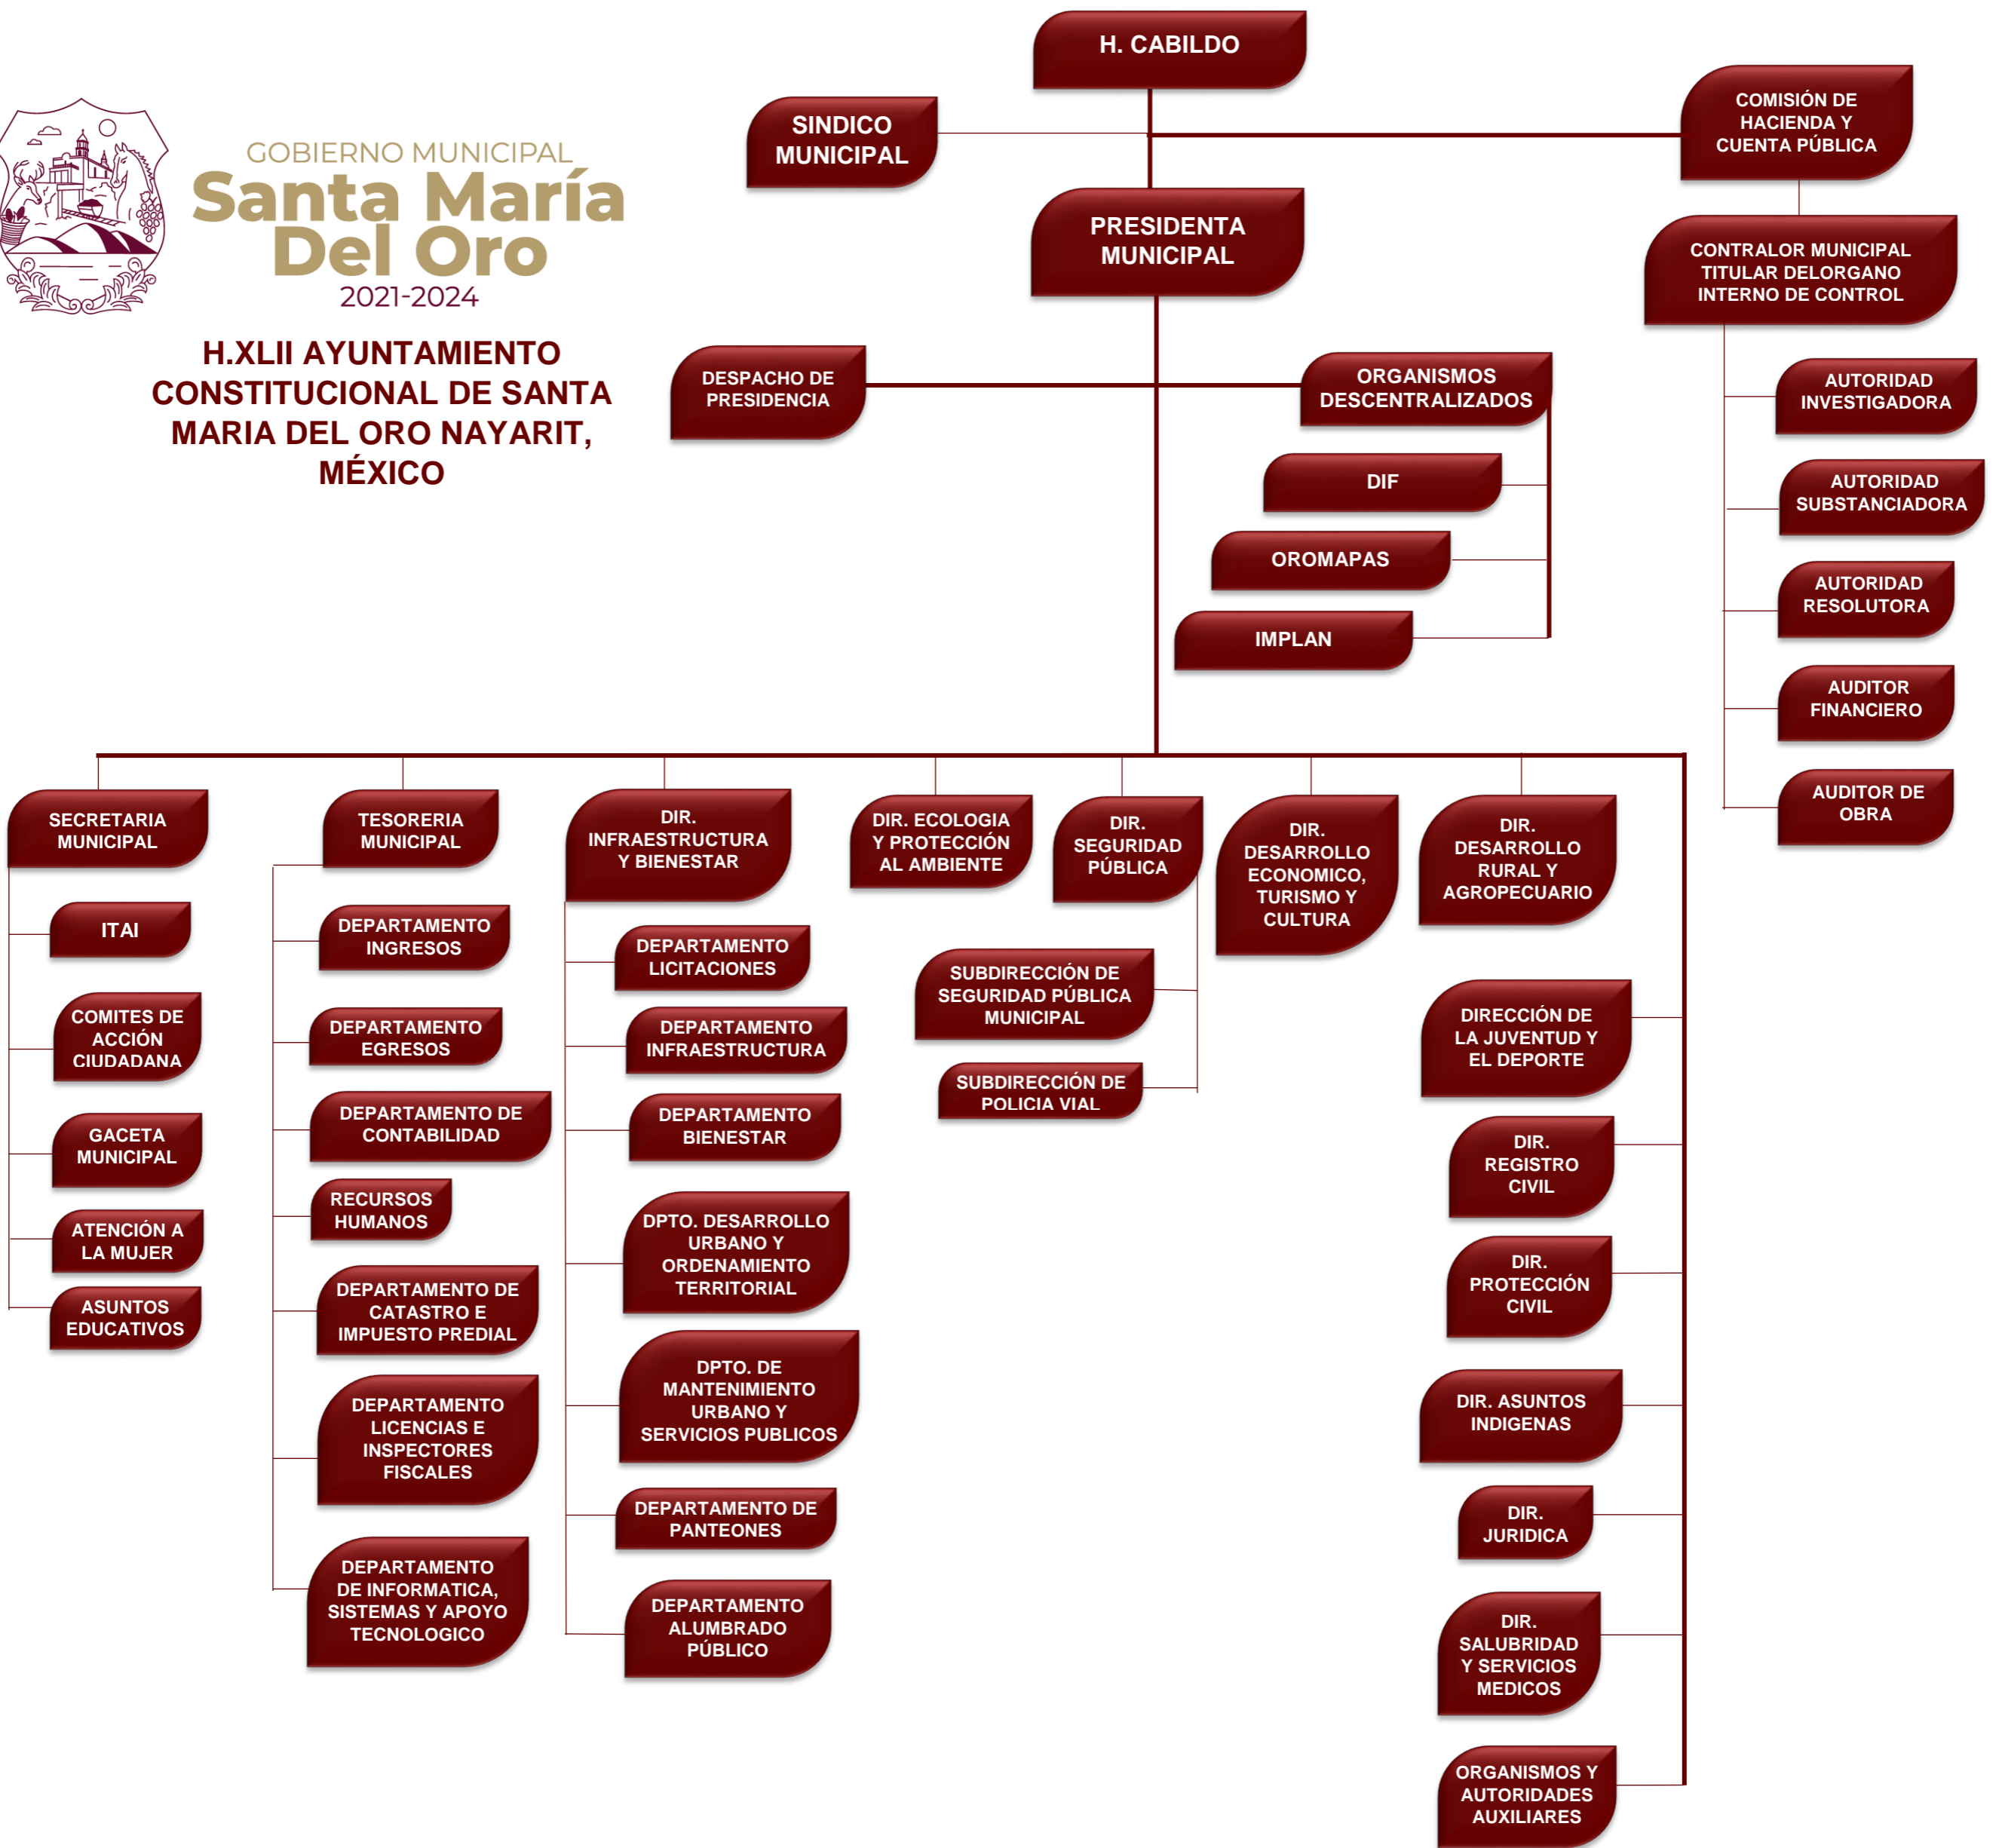 H. CABILDO
SINDICO
MUNICIPAL
COMISIÓN DE
HACIENDA Y
CUENTA PÚBLICA
GOBIERNO MUNICIPAL
Santa María
Del Oro
2021-2024
PRESIDENTA
MUNICIPAL
CONTRALOR MUNICIPAL
TITULAR DELORGANO
INTERNO DE CONTROL
H.XLII AYUNTAMIENTO
CONSTITUCIONAL DE SANTA
MARIA DEL ORO NAYARIT,
MÉXICO
DESPACHO DE
PRESIDENCIA
ORGANISMOS
DESCENTRALIZADOS
DIF
OROMAPAS
IMPLAN
AUTORIDAD
INVESTIGADORA
AUTORIDAD
SUBSTANCIADORA
AUTORIDAD
RESOLUTORA
AUDITOR
FINANCIERO
AUDITOR DE
OBRA
SECRETARIA
MUNICIPAL
ITAI
COMITES DE
ACCIÓN
CIUDADANA
GACETA
MUNICIPAL
ATENCIÓN A
LA MUJER
ASUNTOS
EDUCATIVOS
TESORERIA
MUNICIPAL
DEPARTAMENTO
INGRESOS
DEPARTAMENTO
EGRESOS
DEPARTAMENTO DE
CONTABILIDAD
RECURSOS
HUMANOS
DEPARTAMENTO DE
CATASTRO E
IMPUESTO PREDIAL
DEPARTAMENTO
LICENCIAS E
INSPECTORES
FISCALES
DEPARTAMENTO
DE INFORMATICA,
SISTEMAS Y APOYO
TECNOLOGICO
DIR.
INFRAESTRUCTURA
Y BIENESTAR
DEPARTAMENTO
LICITACIONES
DEPARTAMENTO
INFRAESTRUCTURA
DEPARTAMENTO
BIENESTAR
DPTO. DESARROLLO
URBANO Y
ORDENAMIENTO
TERRITORIAL
DPTO. DE
MANTENIMIENTO
URBANO Y
SERVICIOS PUBLICOS
DEPARTAMENTO DE
PANTEONES
DEPARTAMENTO
ALUMBRADO
PÚBLICO
DIR. ECOLOGIA
Y PROTECCIÓN
AL AMBIENTE
DIR.
SEGURIDAD
PÚBLICA
SUBDIRECCIÓN DE
SEGURIDAD PÚBLICA
MUNICIPAL
SUBDIRECCIÓN DE
POLICIA VIAL
DIR.
DESARROLLO
ECONOMICO,
TURISMO Y
CULTURA
DIR.
DESARROLLO
RURAL Y
AGROPECUARIO
DIRECCIÓN DE
LA JUVENTUD Y
EL DEPORTE
DIR.
REGISTRO
CIVIL
DIR.
PROTECCIÓN
CIVIL
DIR. ASUNTOS
INDIGENAS
DIR.
JURIDICA
DIR.
SALUBRIDAD
Y SERVICIOS
MEDICOS
ORGANISMOS Y
AUTORIDADES
AUXILIARES